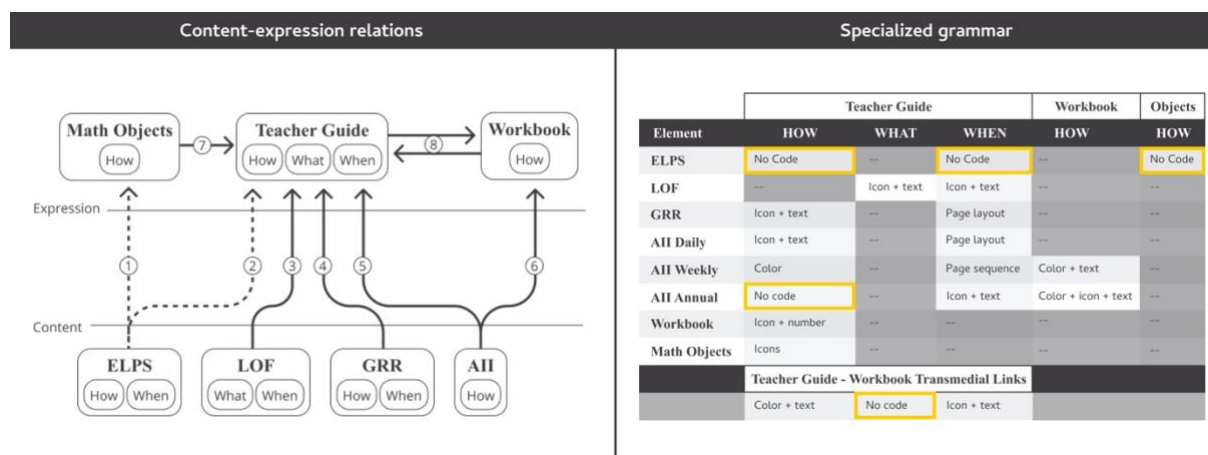 Content-expression relations
Math Objects
How
7
Teacher Guide
How What When
8
Workbook
How
Expression
1 2 3 4 5 6
Content
ELPS
How When
LOF
What When
GRR
How When
AII
How
Specialized grammar
Teacher Guide Workbook Objects
Element HOW WHAT WHEN HOW HOW
ELPS No Code -- No Code -- No Code
LOF -- Icon + text Icon + text -- --
GRR Icon + text -- Page layout -- --
AII Daily Icon + text -- Page layout -- --
AII Weekly Color -- Page sequence Color + text --
AII Annual No code -- Icon + text Color + icon + text --
Workbook Icon + number -- -- -- --
Math Objects Icons -- -- -- --
Teacher Guide - Workbook Transmedial Links
Color + text No code Icon + text